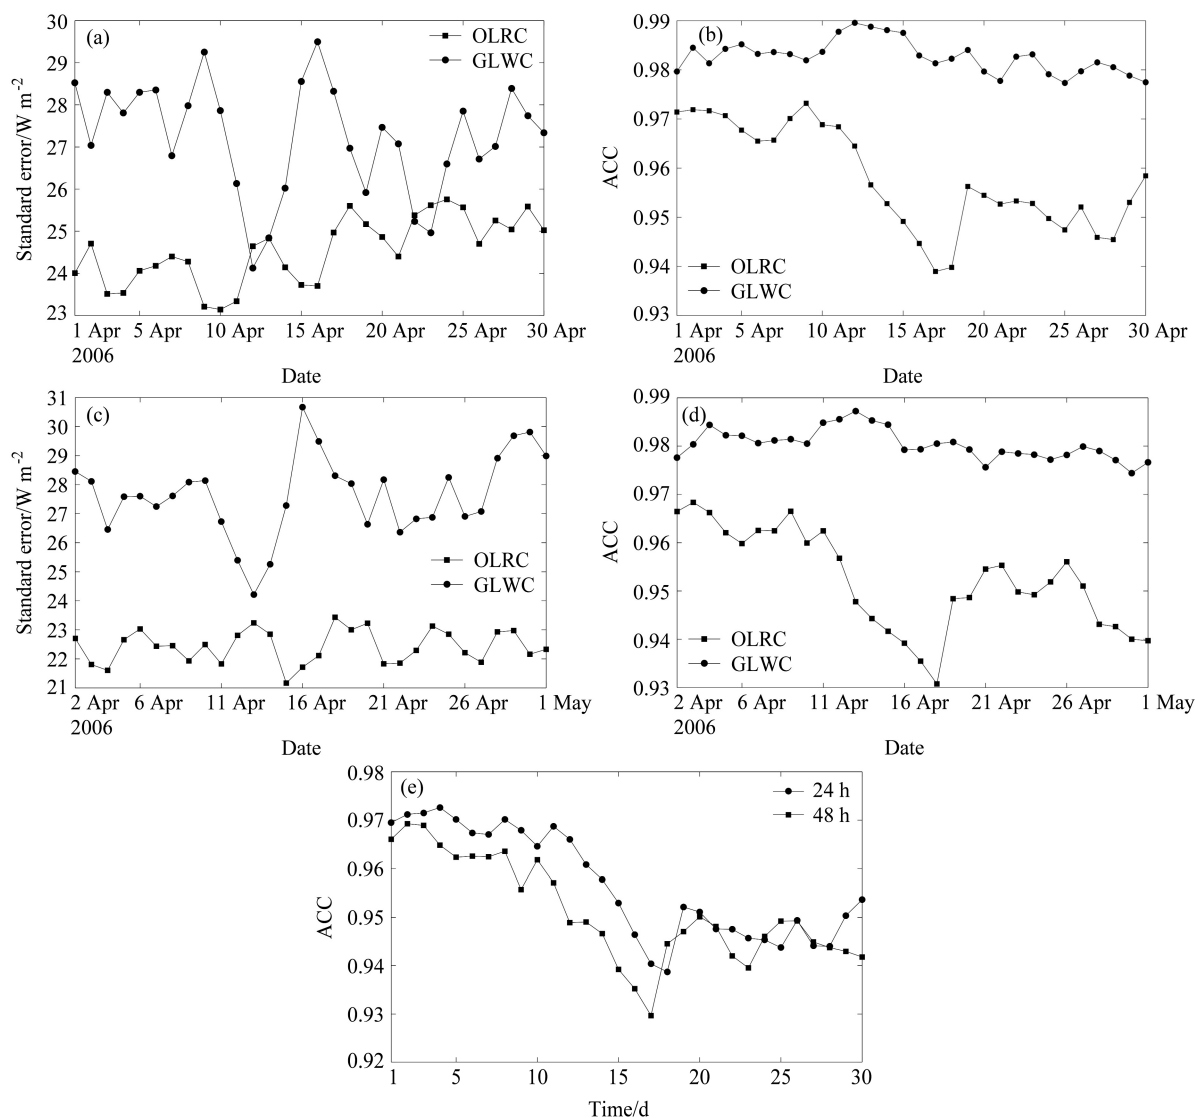 (a)
OLRC
GLWC
30
29
28
27
26
25
24
23
Standard error/W m⁻²
1 Apr 5 Apr 10 Apr 15 Apr 20 Apr 25 Apr 30 Apr
2006
Date
(b)
0.99
0.98
0.97
0.96
0.95
0.94
0.93
ACC
OLRC
GLWC
1 Apr 5 Apr 10 Apr 15 Apr 20 Apr 25 Apr 30 Apr
2006
Date
(c)
31
30
29
28
27
26
25
24
23
22
21
Standard error/W m⁻²
OLRC
GLWC
2 Apr 6 Apr 11 Apr 16 Apr 21 Apr 26 Apr 1 May
2006
Date
(d)
0.99
0.98
0.97
0.96
0.95
0.94
0.93
ACC
OLRC
GLWC
2 Apr 6 Apr 11 Apr 16 Apr 21 Apr 26 Apr 1 May
2006
Date
(e)
24 h
48 h
0.98
0.97
0.96
0.95
0.94
0.93
0.92
ACC
1 5 10 15 20 25 30
Time/d